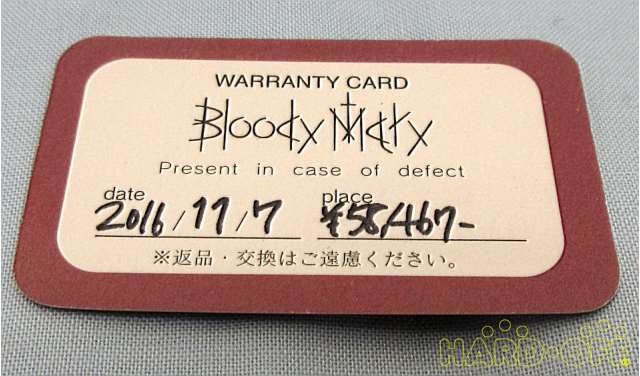 WARRANTY CARD
Bloody Mary
Present in case of defect
date place
2016/11/7 ¥58,467-
※返品・交換はご遠慮ください。
HARD-OFF